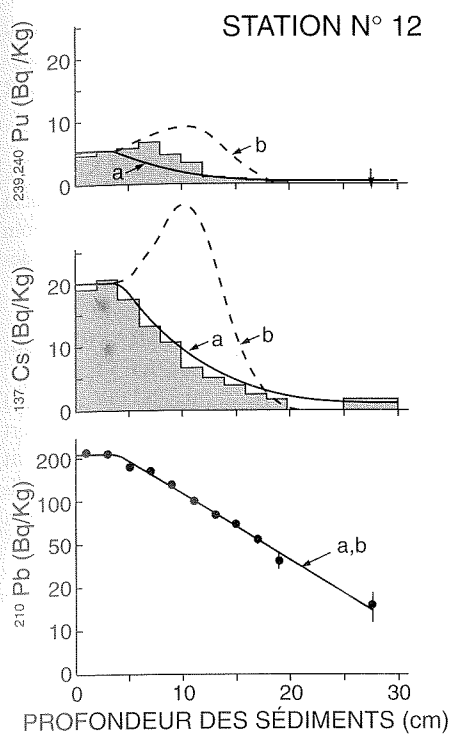 STATION N° 12
239,240 Pu (Bq /Kg)
20
10
0
a
b
137 Cs (Bq/Kg)
20
10
0
a
b
210 Pb (Bq/Kg)
200
100
50
20
10
0
a,b
0 10 20 30
PROFONDEUR DES SÉDIMENTS (cm)